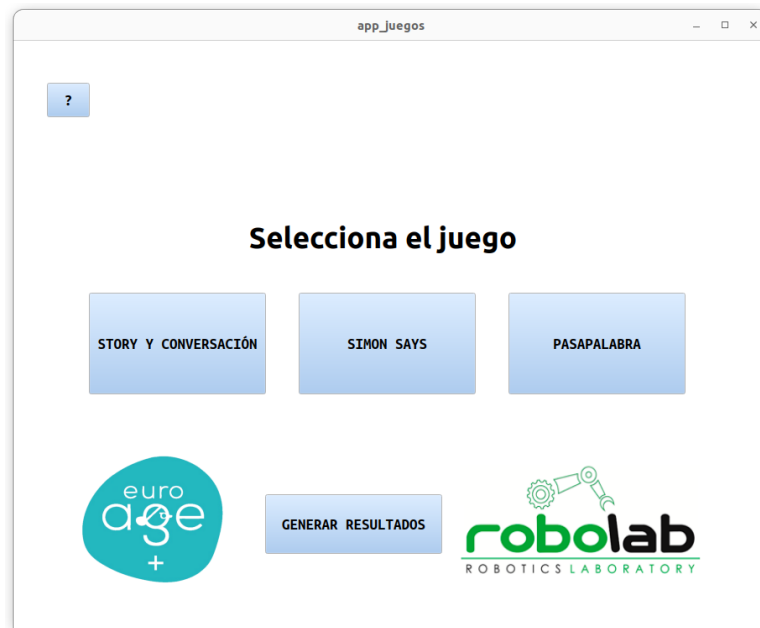 app_juegos
?
Selecciona el juego
STORY Y CONVERSACIÓN
SIMON SAYS
PASAPALABRA
euro
age
+
GENERAR RESULTADOS
robolab
ROBOTICS LABORATORY